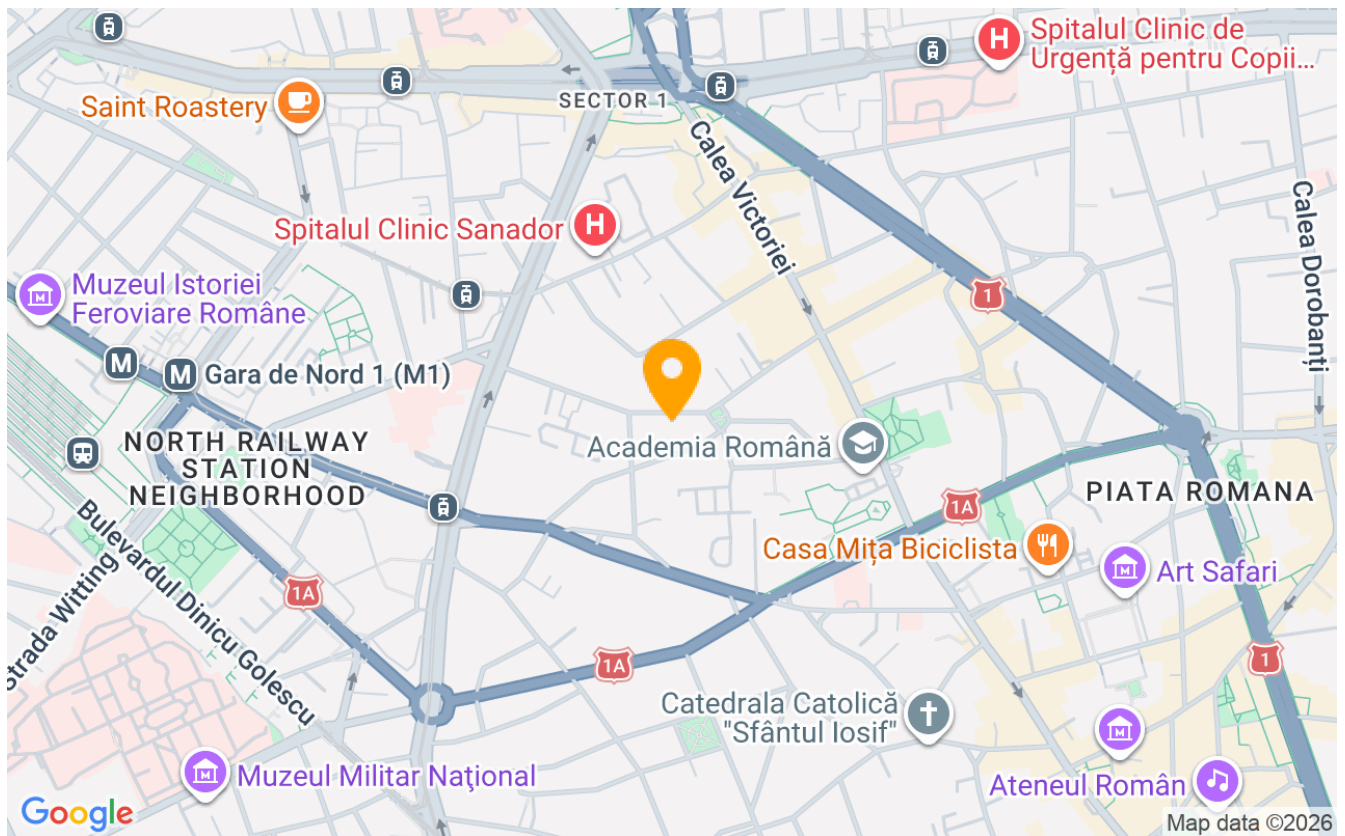 Spitalul Clinic de
Urgență pentru Copii...
H
Saint Roastery
SECTOR 1
Calea Victoriei
Calea Dorobanți
Spitalul Clinic Sanador
H
Muzeul Istoriei
Feroviare Române
1
M
M
Gara de Nord 1 (M1)
NORTH RAILWAY
STATION
NEIGHBORHOOD
Academia Română
PIATA ROMANA
1A
Casa Mița Biciclista
Art Safari
Bulevardul Dinicu Golescu
Strada Witting
1A
1A
1
Catedrala Catolică
"Sfântul Iosif"
Muzeul Militar Naţional
Ateneul Român
Google
Map data ©2026